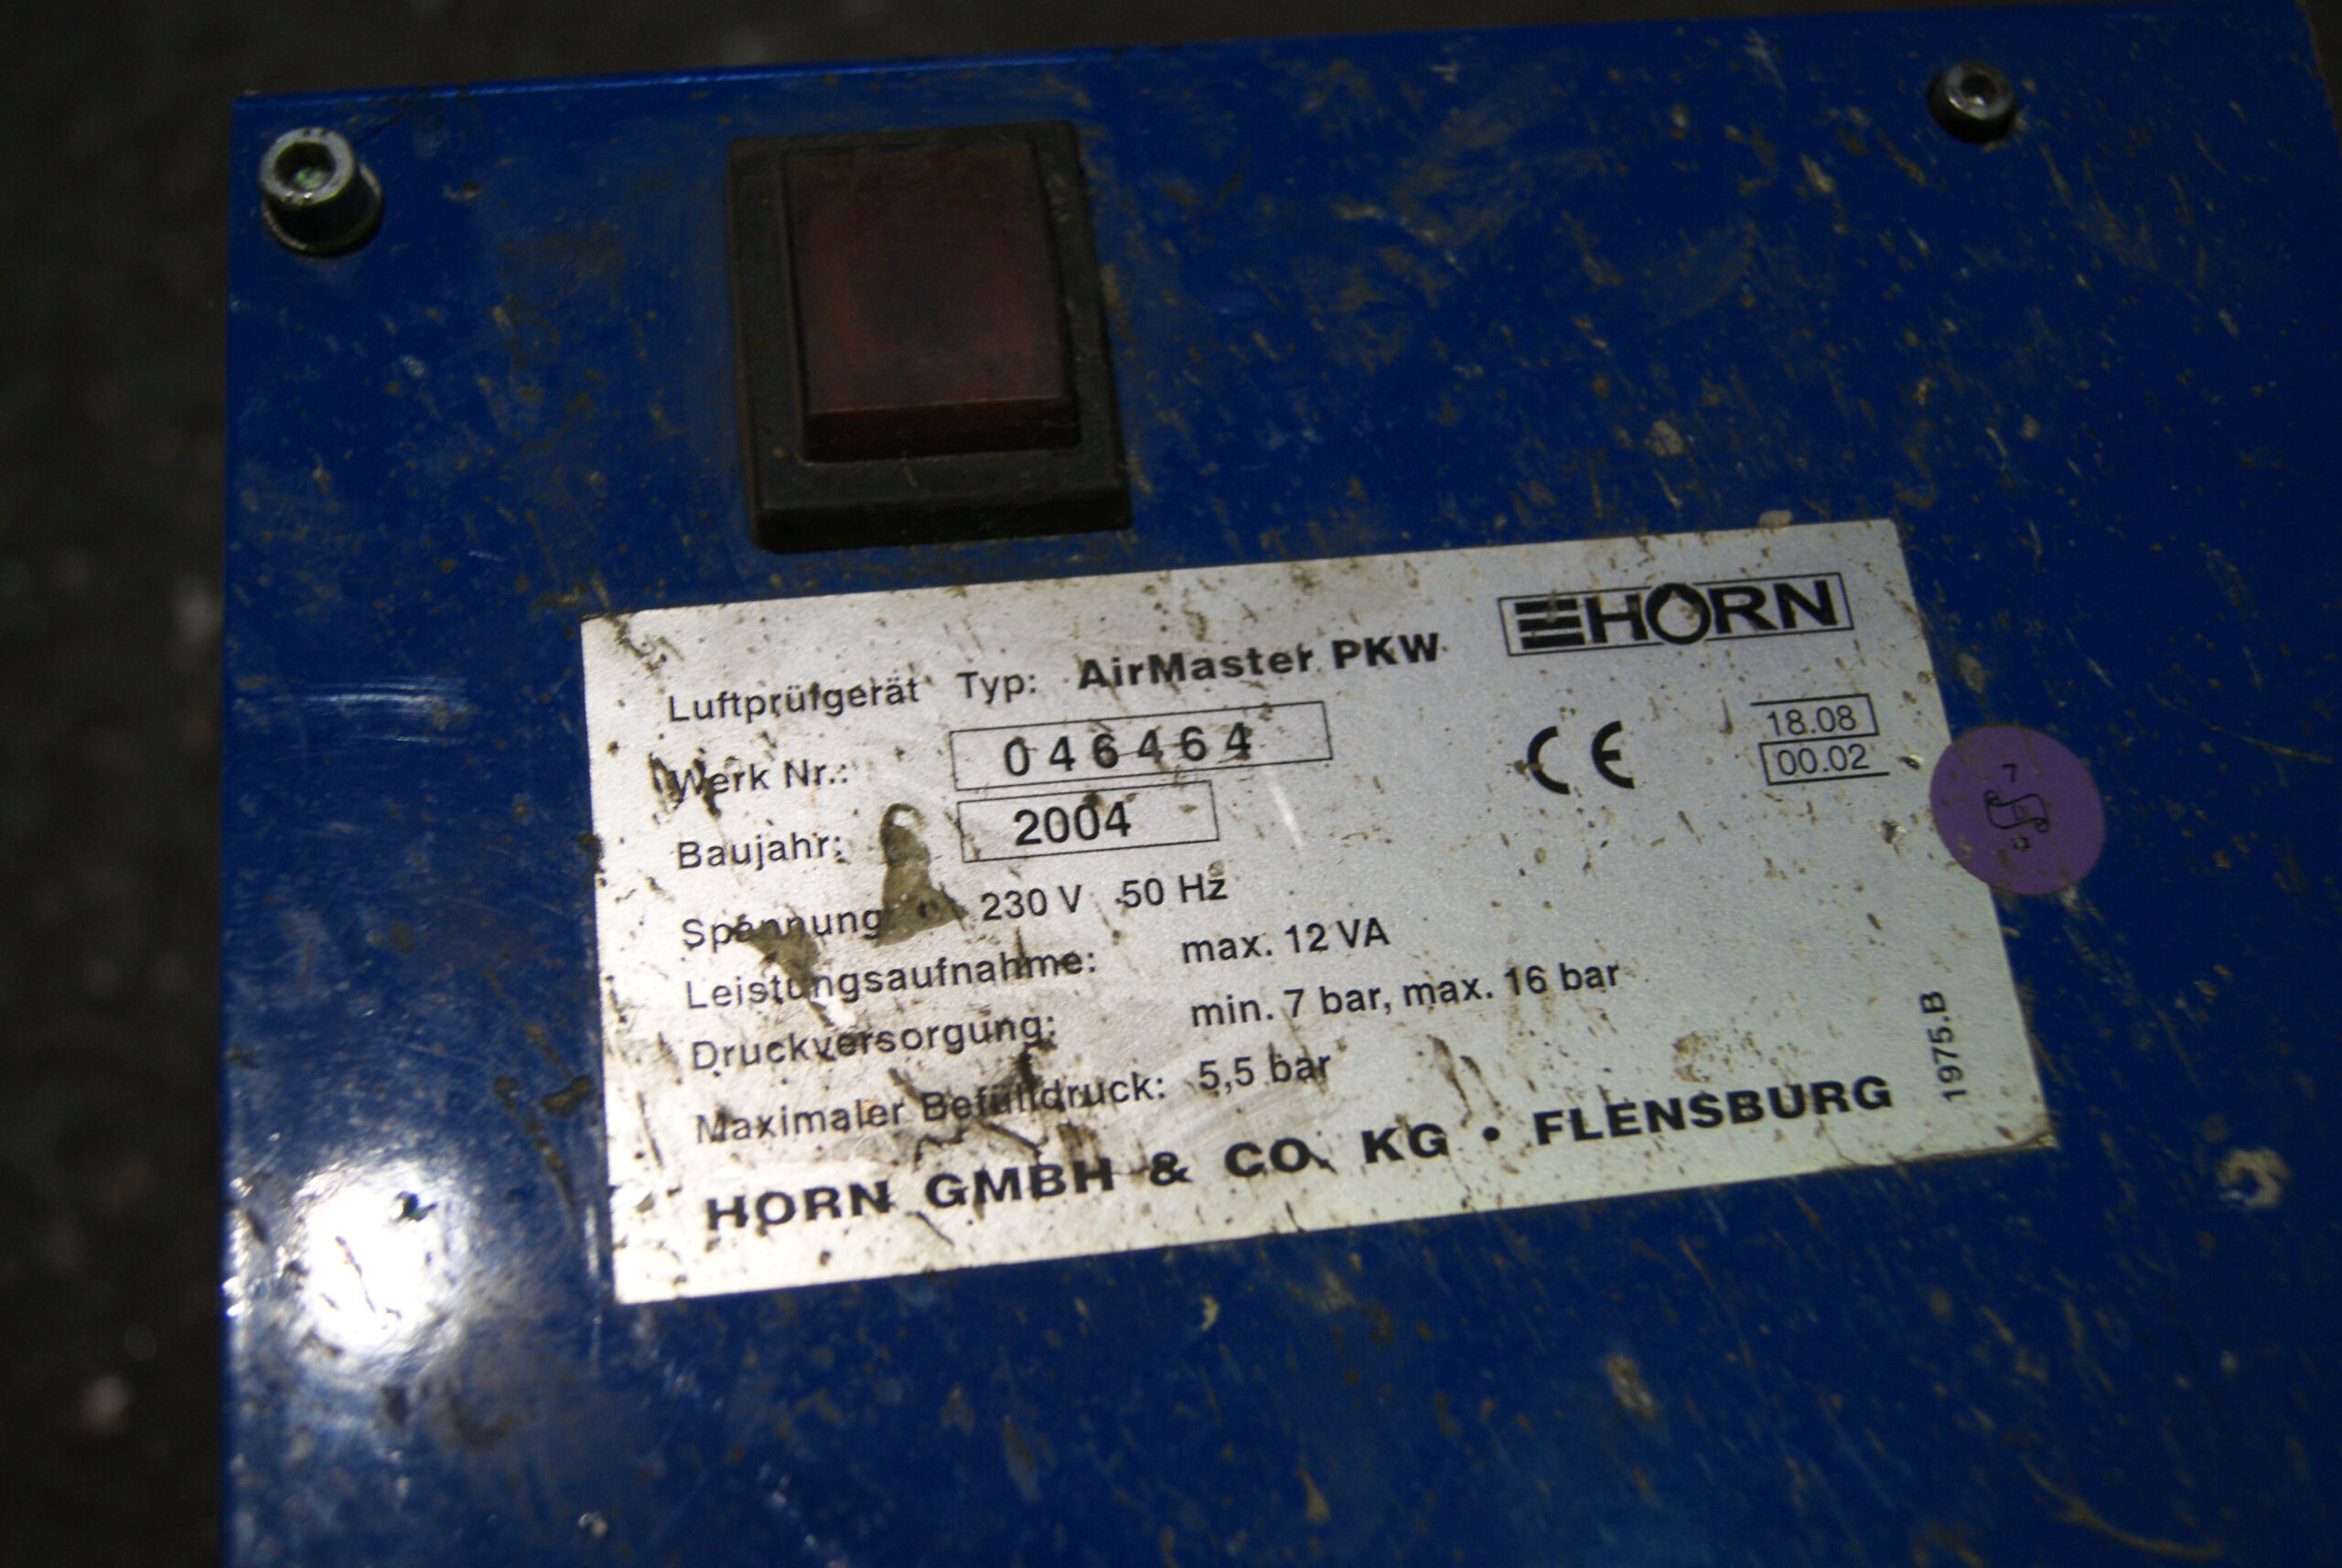 HORN
Luftprüfgerät Typ: AirMaster PKW
Werk Nr.: 046464
18.08
00.02
CE
Baujahr: 2004
Spannung: 230 V 50 Hz
Leistungsaufnahme: max. 12 VA
Druckversorgung: min. 7 bar, max. 16 bar
Maximaler Befülldruck: 5,5 bar
HORN GMBH & CO. KG • FLENSBURG
1975.B
7